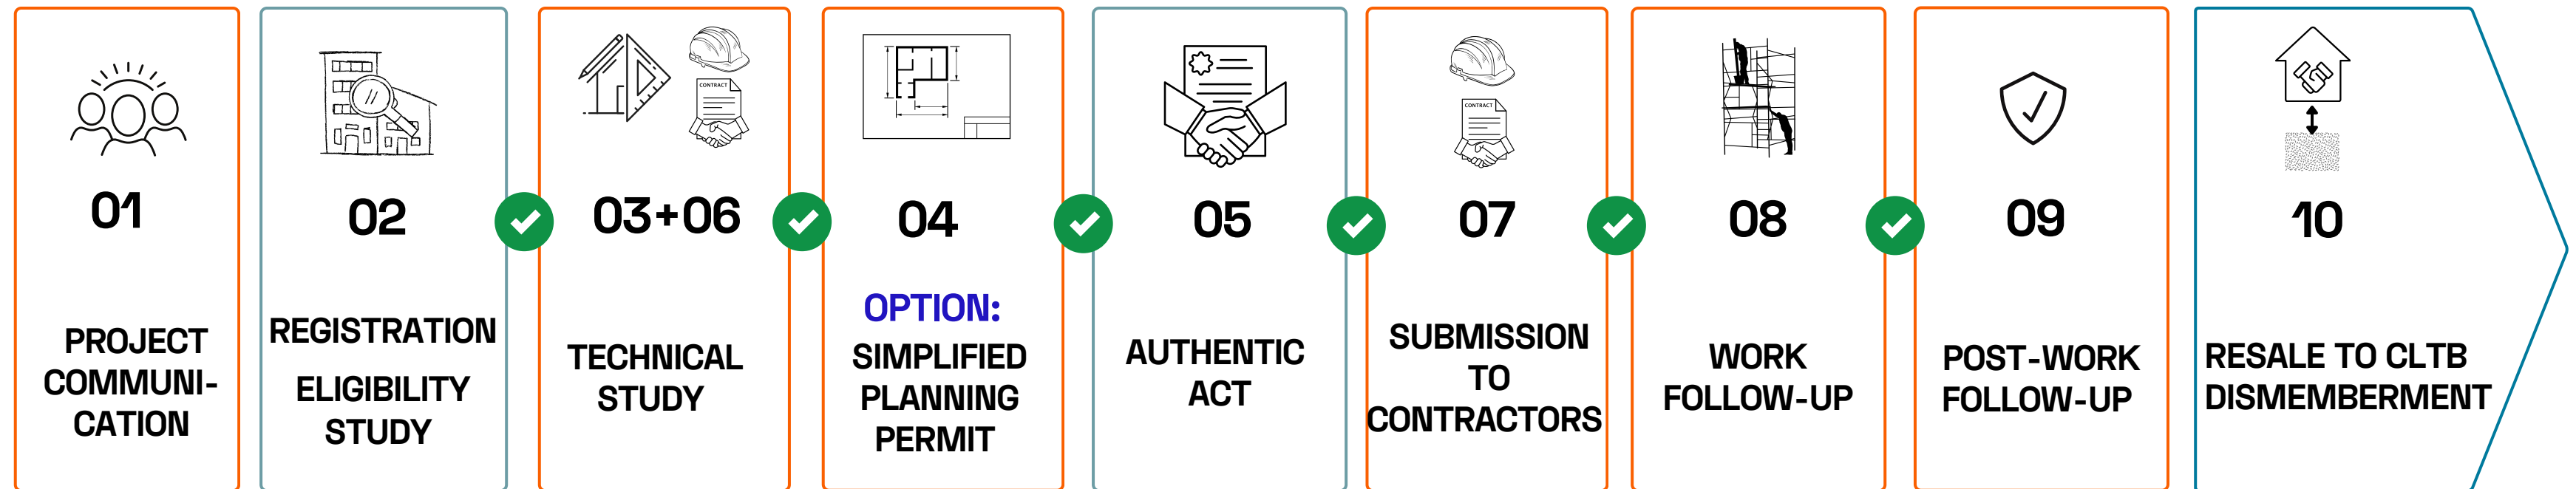 01
PROJECT
COMMUNI-
CATION
02
REGISTRATION
ELIGIBILITY
STUDY
CONTRACT
03+06
TECHNICAL
STUDY
04
OPTION:
SIMPLIFIED
PLANNING
PERMIT
05
AUTHENTIC
ACT
CONTRACT
07
SUBMISSION
TO
CONTRACTORS
08
WORK
FOLLOW-UP
09
POST-WORK
FOLLOW-UP
10
RESALE TO CLTB
DISMEMBERMENT